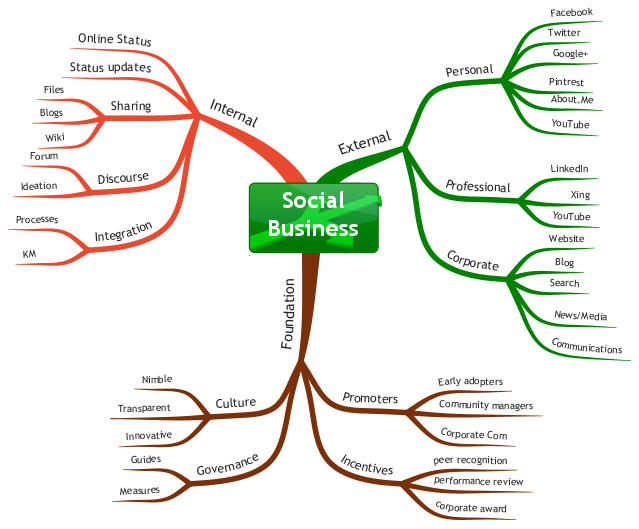 Social
Business
Internal
Online Status
Status updates
Sharing
Files
Blogs
Wiki
Discourse
Forum
Ideation
Integration
Processes
KM
External
Personal
Facebook
Twitter
Google+
Pintrest
About.Me
YouTube
Professional
LinkedIn
Xing
YouTube
Corporate
Website
Blog
Search
News/Media
Communications
Foundation
Culture
Nimble
Transparent
Innovative
Governance
Guides
Measures
Promoters
Early adopters
Community managers
Corporate Com
Incentives
peer recognition
performance review
corporate award